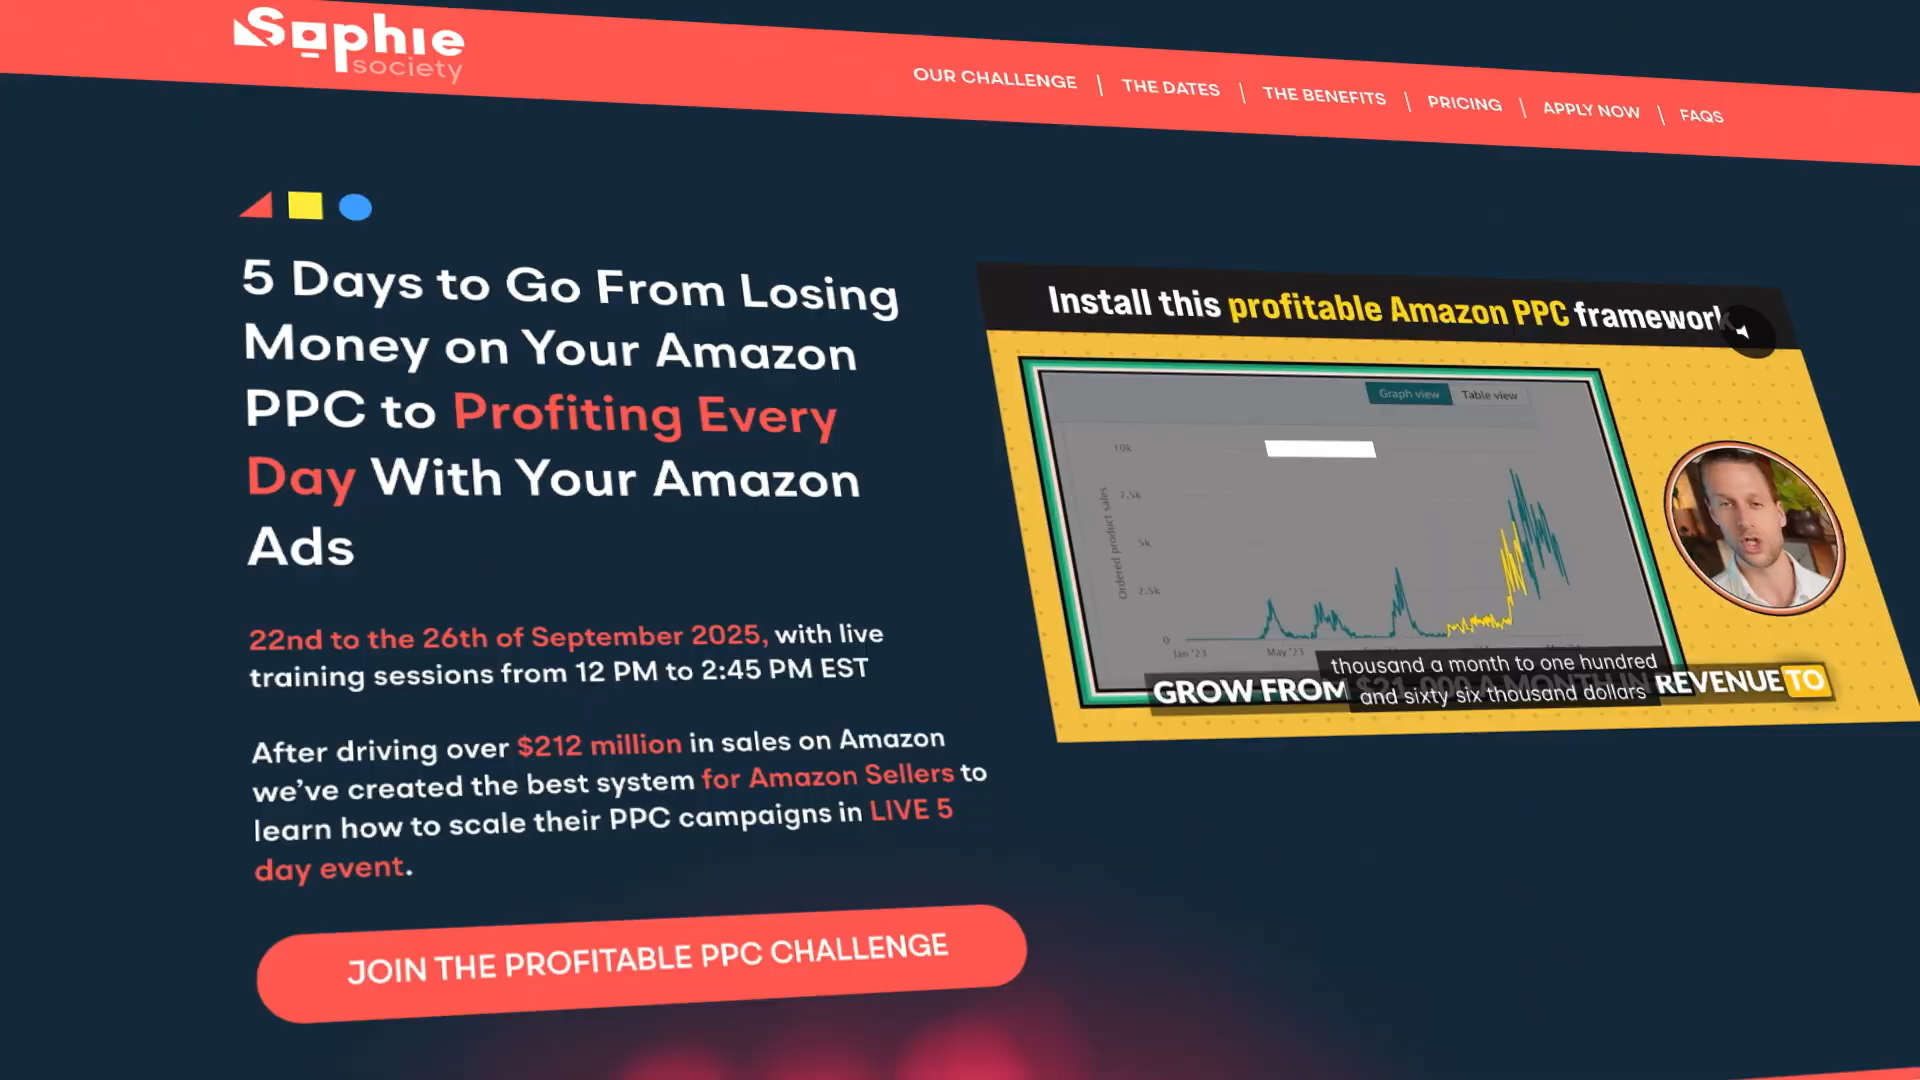 Sophie
society
OUR CHALLENGE | THE DATES | THE BENEFITS | PRICING | APPLY NOW | FAQS
5 Days to Go From Losing
Money on Your Amazon
PPC to Profiting Every
Day With Your Amazon
Ads
22nd to the 26th of September 2025, with live
training sessions from 12 PM to 2:45 PM EST
After driving over $212 million in sales on Amazon
we've created the best system for Amazon Sellers to
learn how to scale their PPC campaigns in LIVE 5
day event.
JOIN THE PROFITABLE PPC CHALLENGE
Install this profitable Amazon PPC framework
Graph view Table view
Ordered product sales
10k
7.5k
5k
2.5k
0
Jan '23 May '23
thousand a month to one hundred
and sixty six thousand dollars
GROW FROM A MONTH IN REVENUE TO